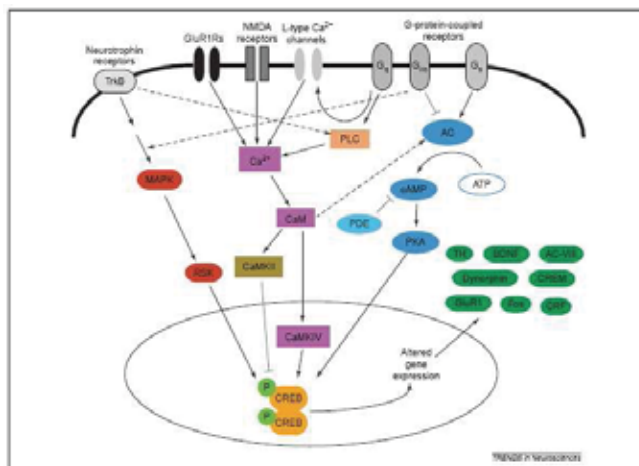 Neurotrophin
receptors
GluR1Rs
NMDA
receptors
L-type Ca2+
channels
G-protein-coupled
receptors
TrkB
Gq
Gi/o
Gs
PLC
AC
Ca2+
MAPK
CaM
cAMP
ATP
PDE
PKA
RSK
CaMKII
CaMKIV
TH
BDNF
AC-VIII
Dynorphin
CREM
GluR1
Fos
CRF
Altered
gene
expression
P
CREB
P
CREB
TRENDS in Neurosciences